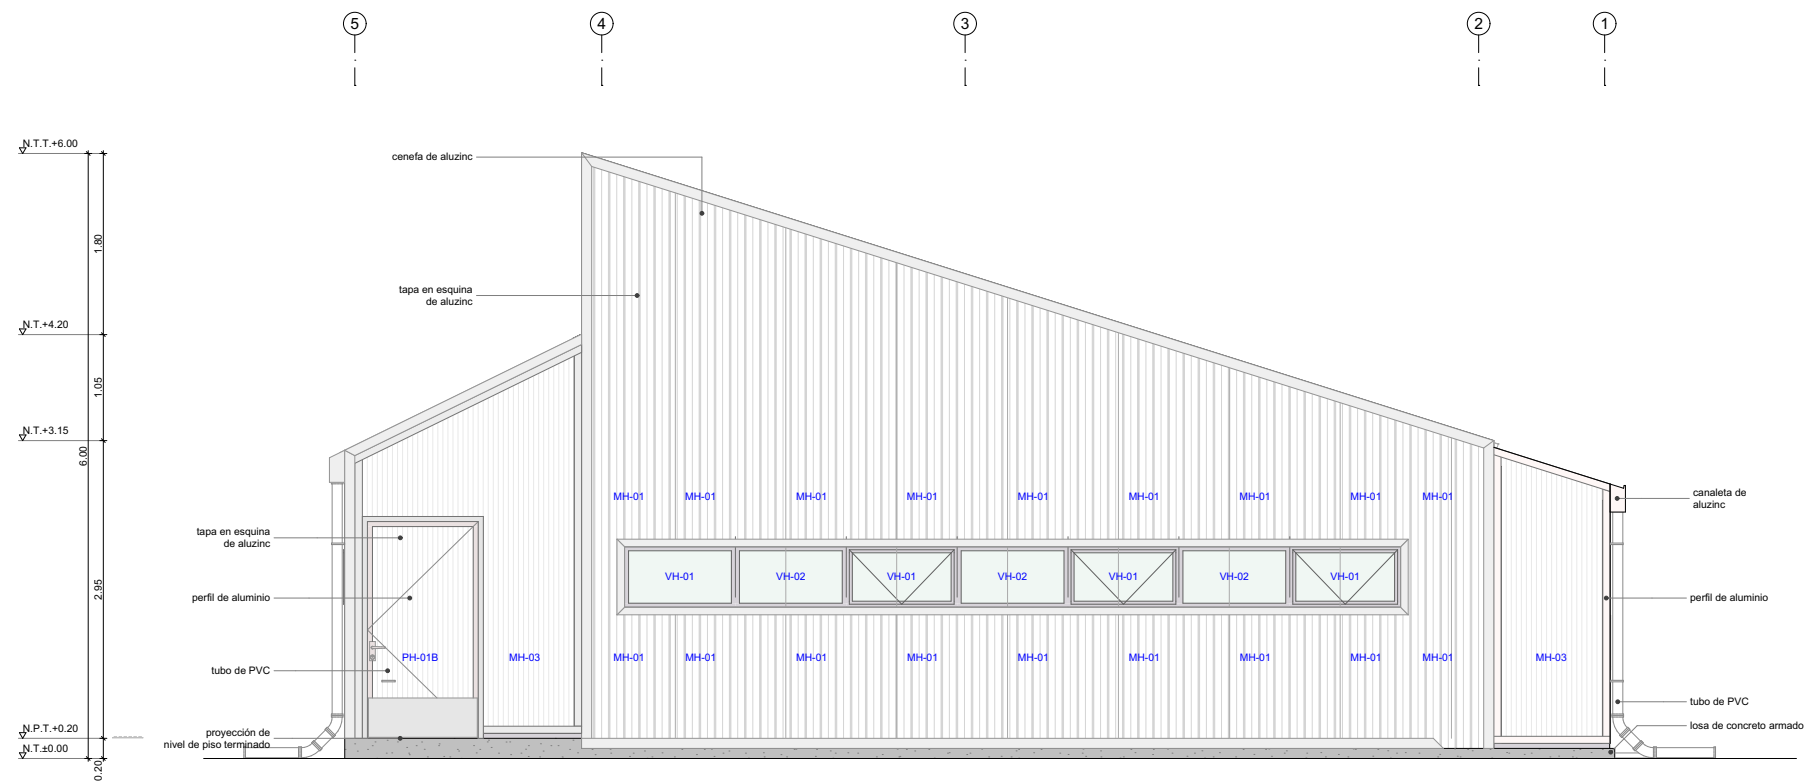 5 4 3 2 1
N.T.T.+6.00
cenefa de aluzinc
1.80
tapa en esquina
de aluzinc
N.T.+4.20
1.05
N.T.+3.15
6.00
MH-01 MH-01 MH-01 MH-01 MH-01 MH-01 MH-01 MH-01 MH-01
canaleta de
aluzinc
tapa en esquina
de aluzinc
VH-01 VH-02 VH-01 VH-02 VH-01 VH-02 VH-01
2.95
perfil de aluminio
perfil de aluminio
PH-01B MH-03 MH-01 MH-01 MH-01 MH-01 MH-01 MH-01 MH-01 MH-01 MH-01 MH-03
tubo de PVC
tubo de PVC
N.P.T.+0.20
proyección de
nivel de piso terminado
losa de concreto armado
N.T.±0.00
0.20